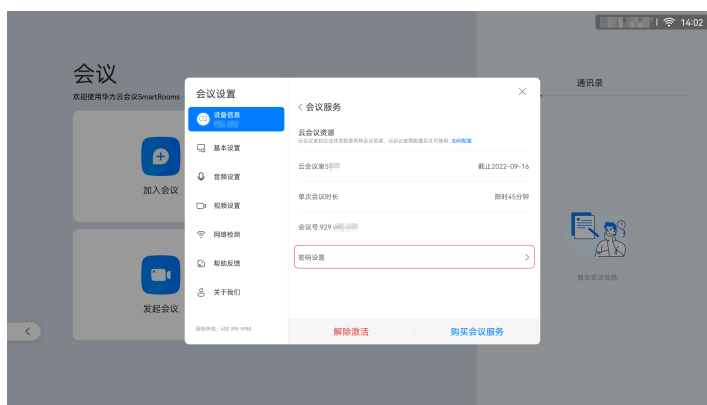 14:02
会议
欢迎使用华为云会议SmartRooms
加入会议
发起会议
通讯录
暂无会议信息
会议设置
设备信息
基本设置
音频设置
视频设置
网络检测
帮助反馈
关于我们
服务热线: 400 095 5988
会议服务
云会议资源
如何配置
云会议室
截止2022-09-16
单次会议时长
限时45分钟
会议号:929
密码设置
解除激活
购买会议服务